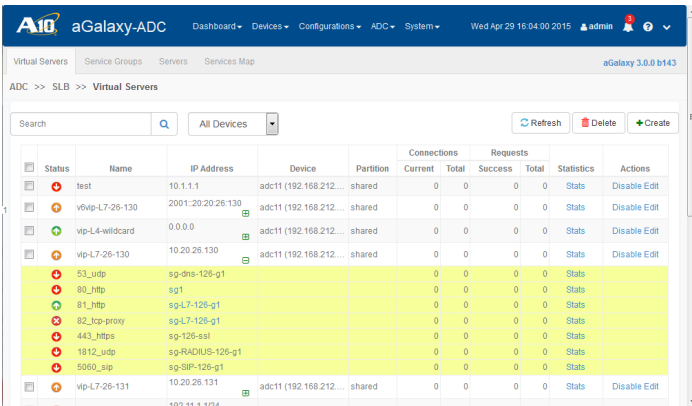 A10 aGalaxy-ADC Dashboard Devices Configurations ADC System Wed Apr 29 16:04:00 2015 admin 3 ?
Virtual Servers Service Groups Servers Services Map aGalaxy 3.0.0 b143
ADC >> SLB >> Virtual Servers
Search All Devices Refresh Delete Create
Connections Requests
Status Name IP Address Device Partition Current Total Success Total Statistics Actions
test 10.1.1.1 adc11 (192.168.212.... shared 0 0 0 0 Stats Disable Edit
v6vip-L7-26-130 2001::20:20:26:130 adc11 (192.168.212.... shared 0 0 0 0 Stats Disable Edit
vip-L4-wildcard 0.0.0.0 adc11 (192.168.212.... shared 0 0 0 0 Stats Disable Edit
vip-L7-26-130 10.20.26.130 adc11 (192.168.212.... shared 0 0 0 0 Stats Disable Edit
53_udp sg-dns-126-g1 0 0 0 0 Stats
80_http sg1 0 0 0 0 Stats
81_http sg-L7-126-g1 0 0 0 0 Stats
82_tcp-proxy sg-L7-126-g1 0 0 0 0 Stats
443_https sg-126-ssl 0 0 0 0 Stats
1812_udp sg-RADIUS-126-g1 0 0 0 0 Stats
5060_sip sg-SIP-126-g1 0 0 0 0 Stats
vip-L7-26-131 10.20.26.131 adc11 (192.168.212.... shared 0 0 0 0 Stats Disable Edit